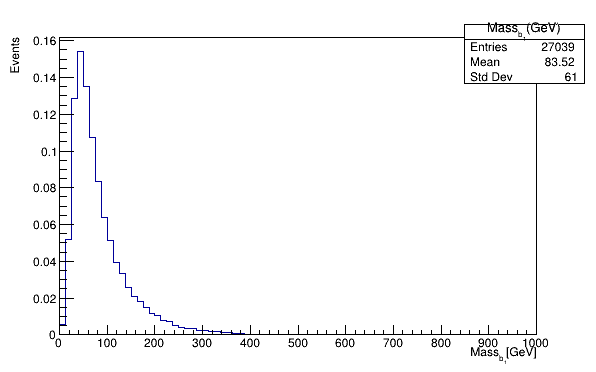 Mass_b_1(GeV)
Entries 27039
Mean 83.52
Std Dev 61
Events
0.16
0.14
0.12
0.1
0.08
0.06
0.04
0.02
0
0 100 200 300 400 500 600 700 800 900 1000
Mass_b_1[GeV]